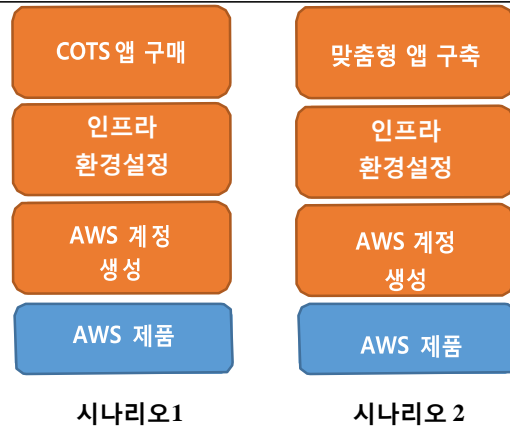 COTS 앱 구매
인프라
환경설정
AWS 계정
생성
AWS 제품
시나리오1
맞춤형 앱 구축
인프라
환경설정
AWS 계정
생성
AWS 제품
시나리오 2